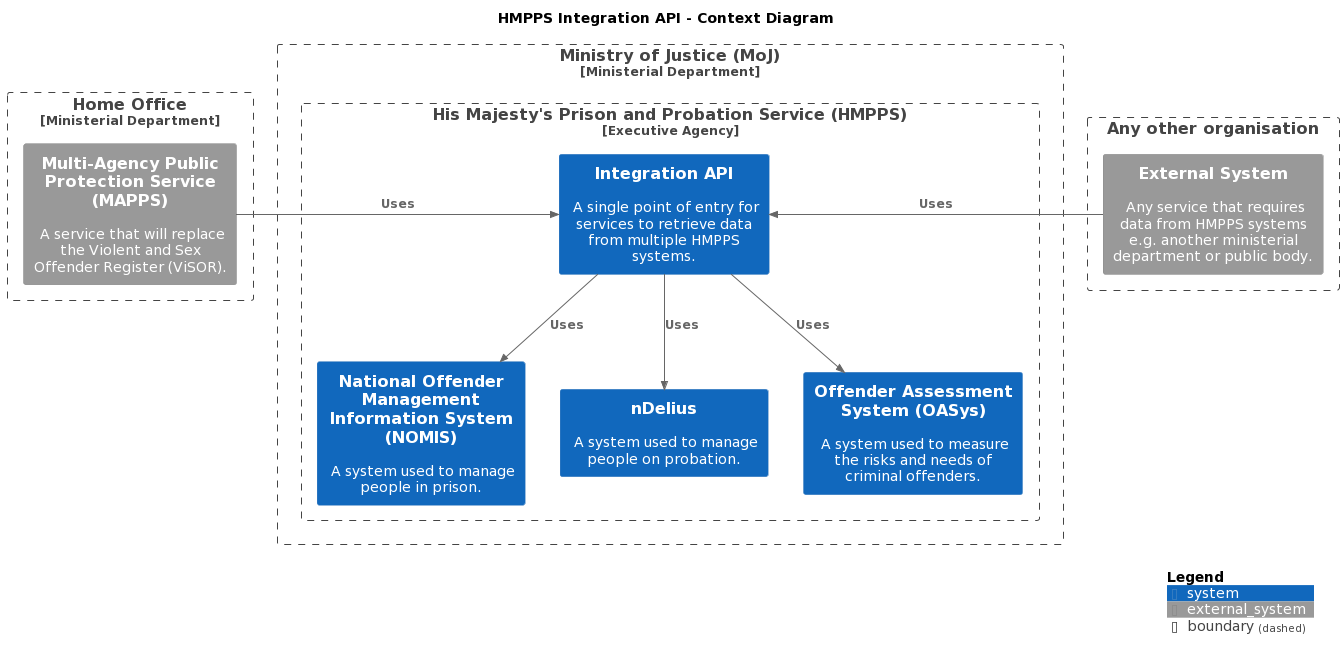 HMPPS Integration API - Context Diagram
Ministry of Justice (MoJ)
[Ministerial Department]
Home Office
[Ministerial Department]
Multi-Agency Public
Protection Service
(MAPPS)
A service that will replace
the Violent and Sex
Offender Register (ViSOR).
Uses
His Majesty's Prison and Probation Service (HMPPS)
[Executive Agency]
Integration API
A single point of entry for
services to retrieve data
from multiple HMPPS
systems.
Uses
Any other organisation
External System
Any service that requires
data from HMPPS systems
e.g. another ministerial
department or public body.
Uses
Uses
Uses
National Offender
Management
Information System
(NOMIS)
A system used to manage
people in prison.
nDelius
A system used to manage
people on probation.
Offender Assessment
System (OASys)
A system used to measure
the risks and needs of
criminal offenders.
Legend
system
external_system
boundary (dashed)